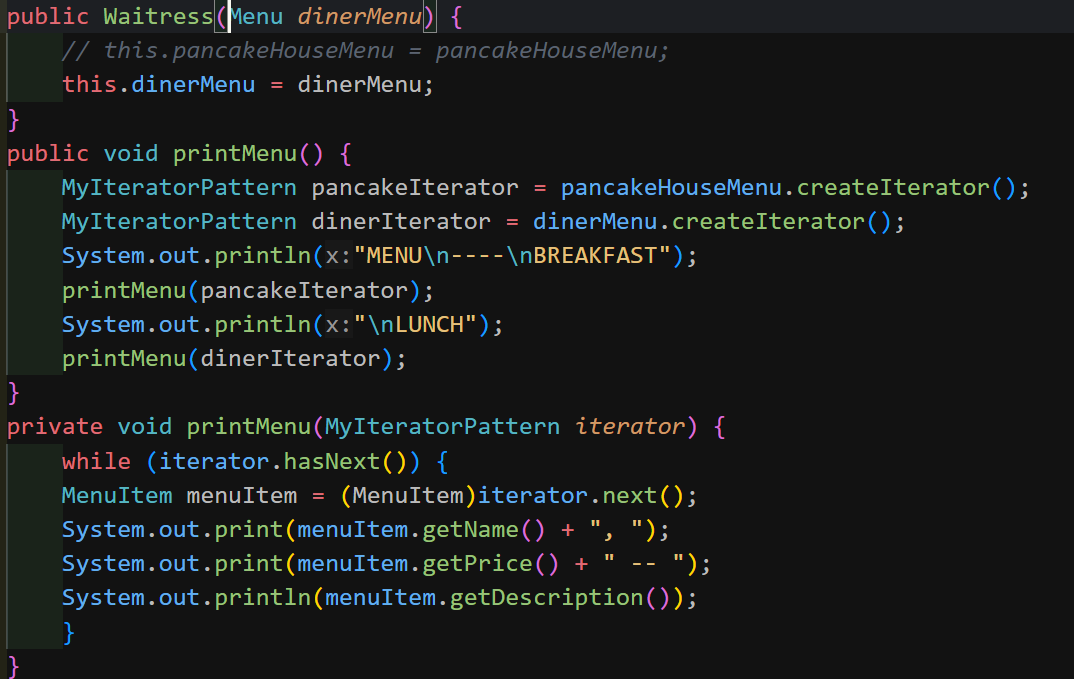 public Waitress(Menu dinerMenu) {
// this.pancakeHouseMenu = pancakeHouseMenu;
this.dinerMenu = dinerMenu;
}
public void printMenu() {
MyIteratorPattern pancakeIterator = pancakeHouseMenu.createIterator();
MyIteratorPattern dinerIterator = dinerMenu.createIterator();
System.out.println(x:"MENU\n----\nBREAKFAST");
printMenu(pancakeIterator);
System.out.println(x:"\nLUNCH");
printMenu(dinerIterator);
}
private void printMenu(MyIteratorPattern iterator) {
while (iterator.hasNext()) {
MenuItem menuItem = (MenuItem)iterator.next();
System.out.print(menuItem.getName() + ", ");
System.out.print(menuItem.getPrice() + " -- ");
System.out.println(menuItem.getDescription());
}
}